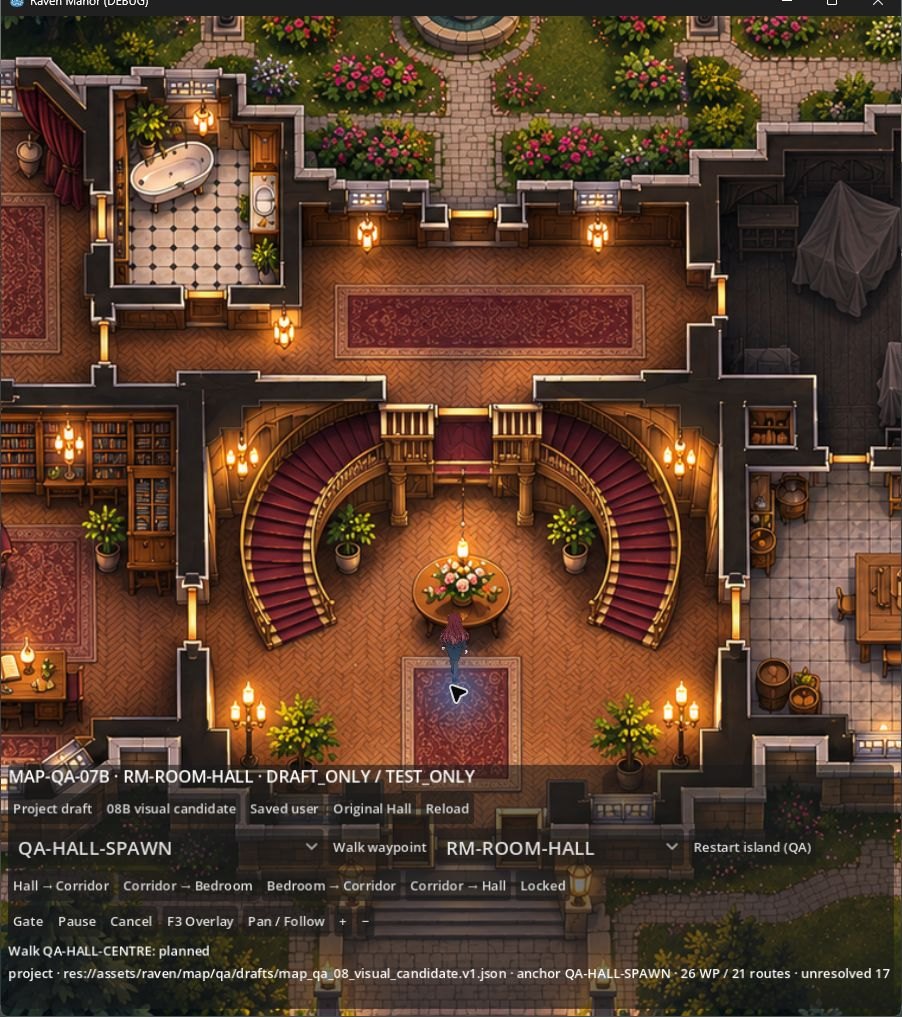 Raven Manor (DEBUG)
MAP-QA-07B · RM-ROOM-HALL · DRAFT_ONLY / TEST_ONLY
Project draft 08B visual candidate Saved user Original Hall Reload
QA-HALL-SPAWN Walk waypoint RM-ROOM-HALL Restart island (QA)
Hall → Corridor Corridor → Bedroom Bedroom → Corridor Corridor → Hall Locked
Gate Pause Cancel F3 Overlay Pan / Follow + −
Walk QA-HALL-CENTRE: planned
project · res://assets/raven/map/qa/drafts/map_qa_08_visual_candidate.v1.json · anchor QA-HALL-SPAWN · 26 WP / 21 routes · unresolved 17